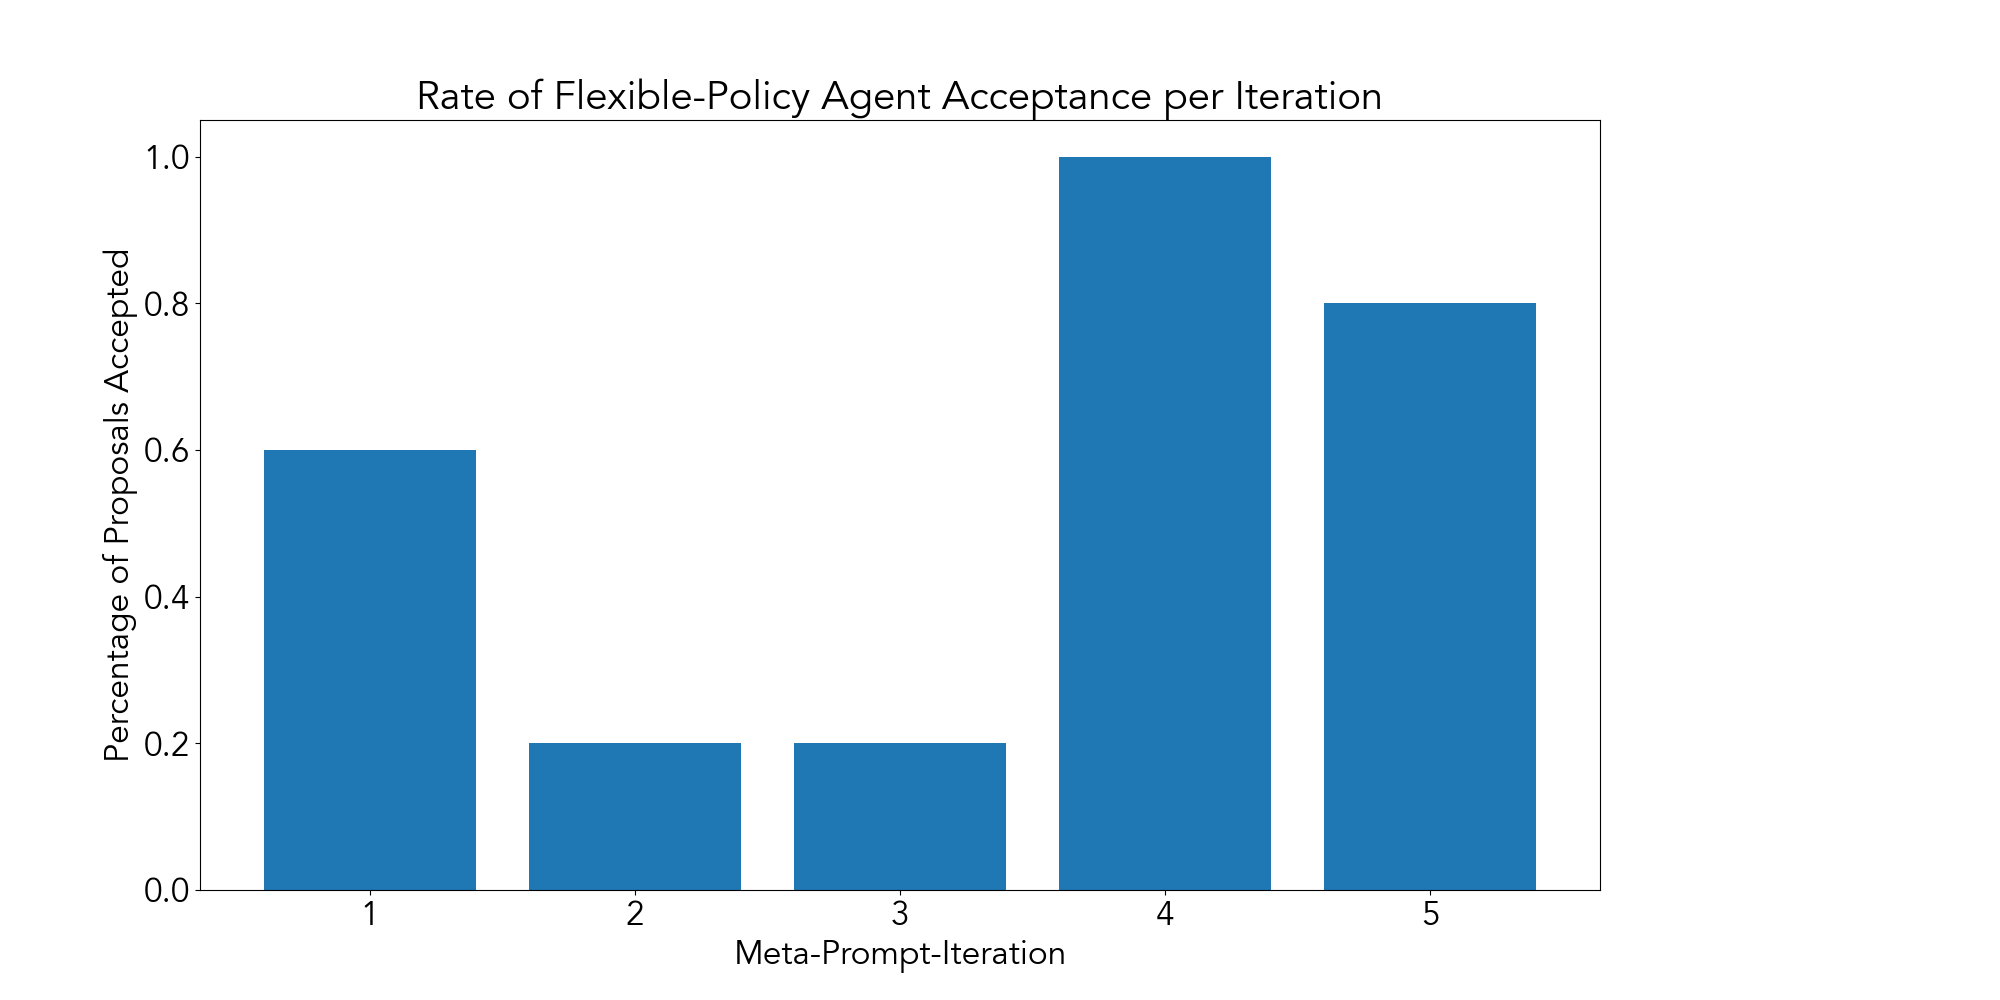 Rate of Flexible-Policy Agent Acceptance per Iteration
Percentage of Proposals Accepted
1.0
0.8
0.6
0.4
0.2
0.0
1 2 3 4 5
Meta-Prompt-Iteration